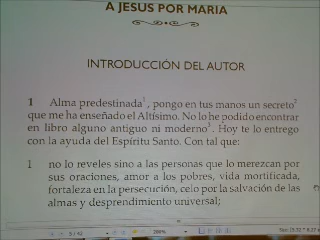 A JESUS POR MARIA
INTRODUCCIÓN DEL AUTOR
1 Alma predestinada¹, pongo en tus manos un secreto²
que me ha enseñado el Altísimo. No lo he podido encontrar
en libro alguno antiguo ni moderno³. Hoy te lo entrego
con la ayuda del Espíritu Santo. Con tal que:
1 no lo reveles sino a las personas que lo merezcan por
sus oraciones, amor a los pobres, vida mortificada,
fortaleza en la persecución, celo por la salvación de las
almas y desprendimiento universal;
200%